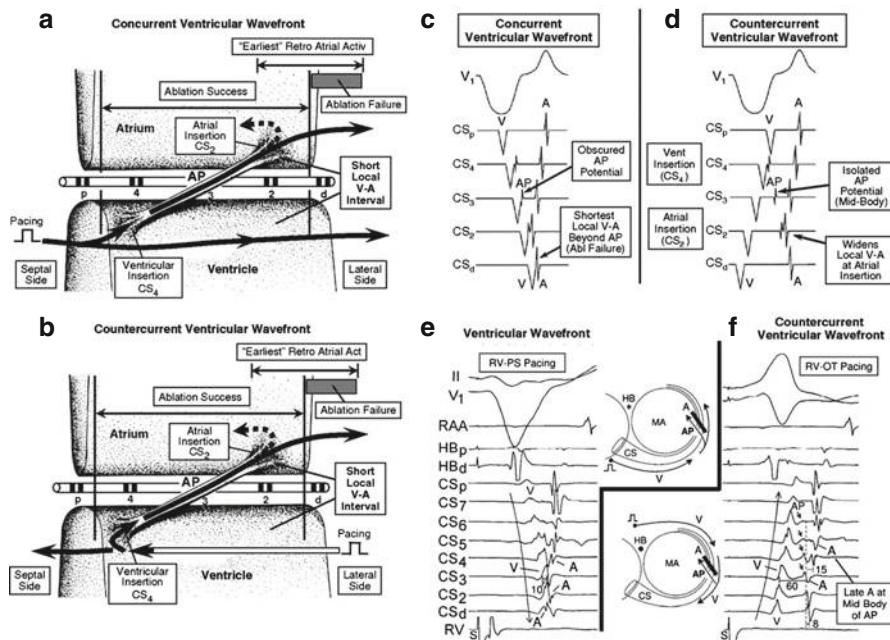 a
Concurrent Ventricular Wavefront
"Earliest" Retro Atrial Activ
Ablation Success
Ablation Failure
Atrium
Atrial
Insertion
CS2
AP
Short
Local
V-A
Interval
p
4
3
2
d
Pacing
Septal
Side
Ventricular
Insertion
CS4
Ventricle
Lateral
Side
b
Countercurrent Ventricular Wavefront
"Earliest" Retro Atrial Act
Ablation Success
Ablation Failure
Atrium
Atrial
Insertion
CS2
AP
Short
Local
V-A
Interval
p
4
3
2
d
Pacing
Septal
Side
Ventricular
Insertion
CS4
Ventricle
Lateral
Side
c
Concurrent
Ventricular Wavefront
V1
V
A
CSp
CS4
Obscured
AP
Potential
AP
CS3
Shortest
Local V-A
Beyond AP
(Abl Failure)
CS2
CSd
V
A
d
Countercurrent
Ventricular Wavefront
V1
V
A
CSp
Vent
Insertion
(CS4)
CS4
AP
Isolated
AP
Potential
(Mid-Body)
CS3
Atrial
Insertion
(CS2)
CS2
Widens
Local V-A
at Atrial
Insertion
CSd
V
A
e
Ventricular Wavefront
RV-PS Pacing
II
V1
RAA
HBp
HBd
CSp
V
CS7
CS6
CS5
CS4
V
A
CS3
10
CS2
A
CSd
A
RV
S
HB
MA
A
AP
CS
V
V
HB
MA
A
AP
CS
V
f
Countercurrent
Ventricular Wavefront
RV-OT Pacing
AP
A
15
V
60
A
Late A at
Mid Body
of AP
V
8
S